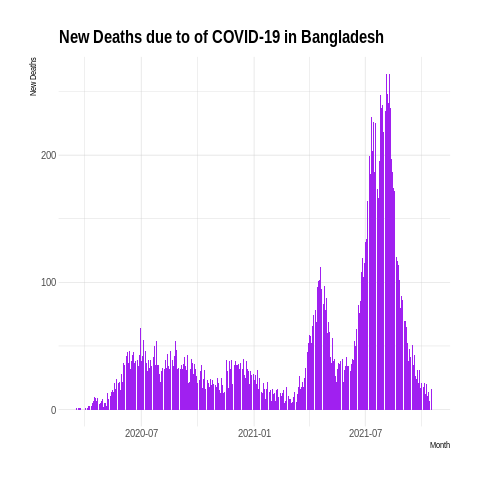 New Deaths due to of COVID-19 in Bangladesh
New Deaths
200
100
0
2020-07
2021-01
2021-07
Month